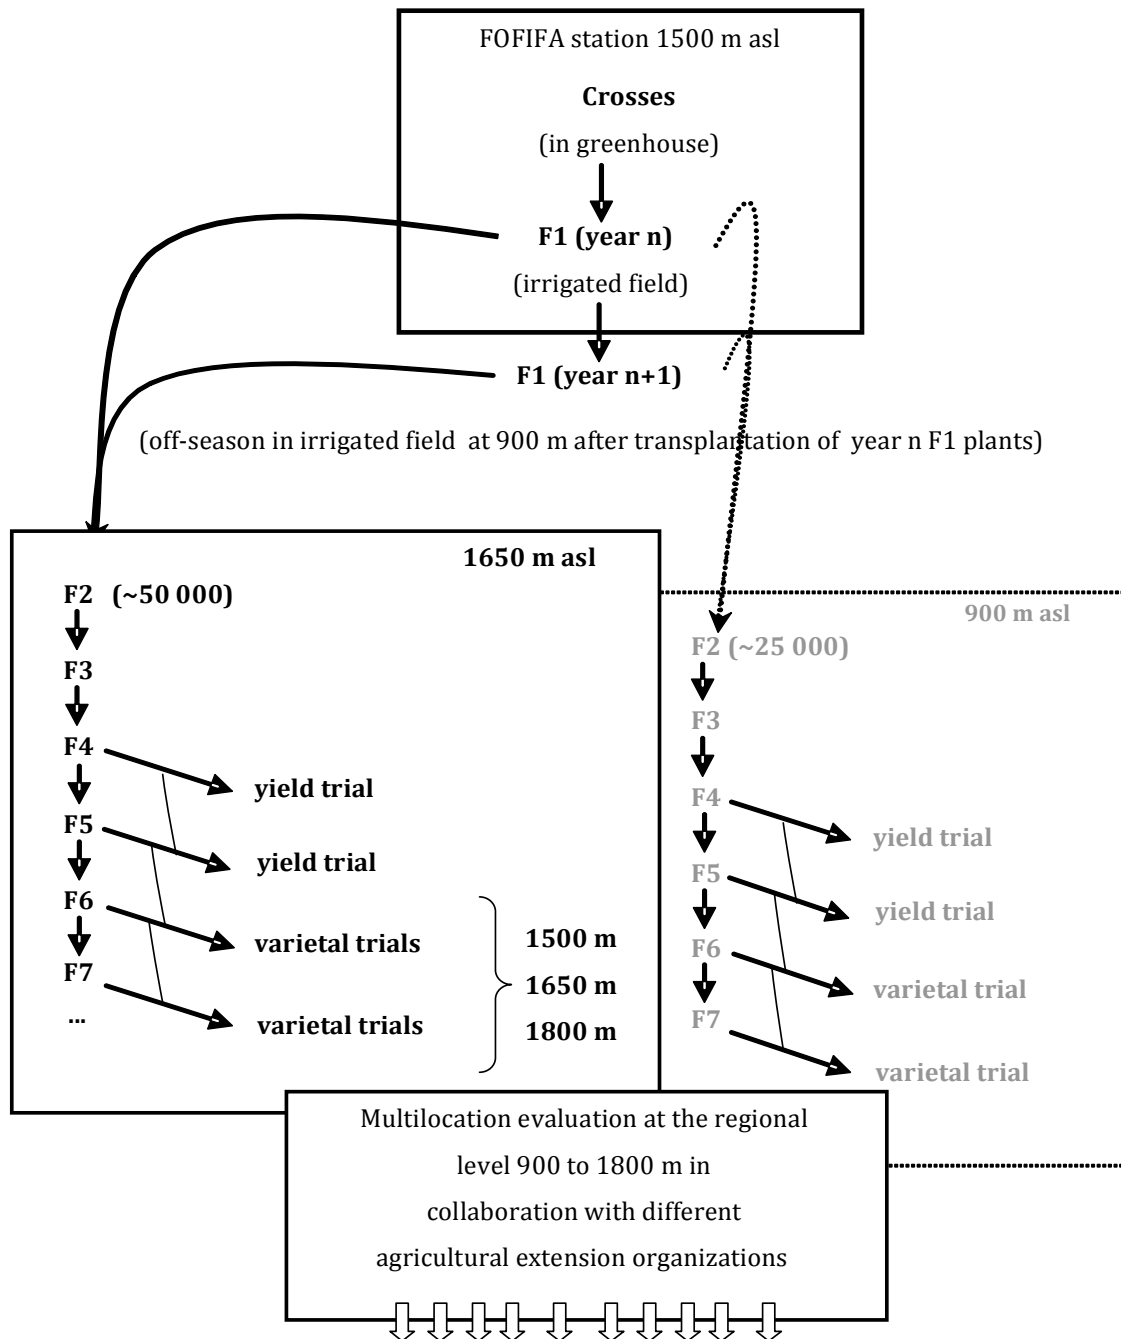 FOFIFA station 1500 m asl
Crosses
(in greenhouse)
F1 (year n)
(irrigated field)
F1 (year n+1)
(off-season in irrigated field at 900 m after transplantation of year n F1 plants)
1650 m asl
F2 (~50 000)
F3
F4
yield trial
F5
yield trial
F6
varietal trials
F7
varietal trials
...
1500 m
1650 m
1800 m
900 m asl
F2 (~25 000)
F3
F4
yield trial
F5
yield trial
F6
varietal trial
F7
varietal trial
Multilocation evaluation at the regional
level 900 to 1800 m in
collaboration with different
agricultural extension organizations